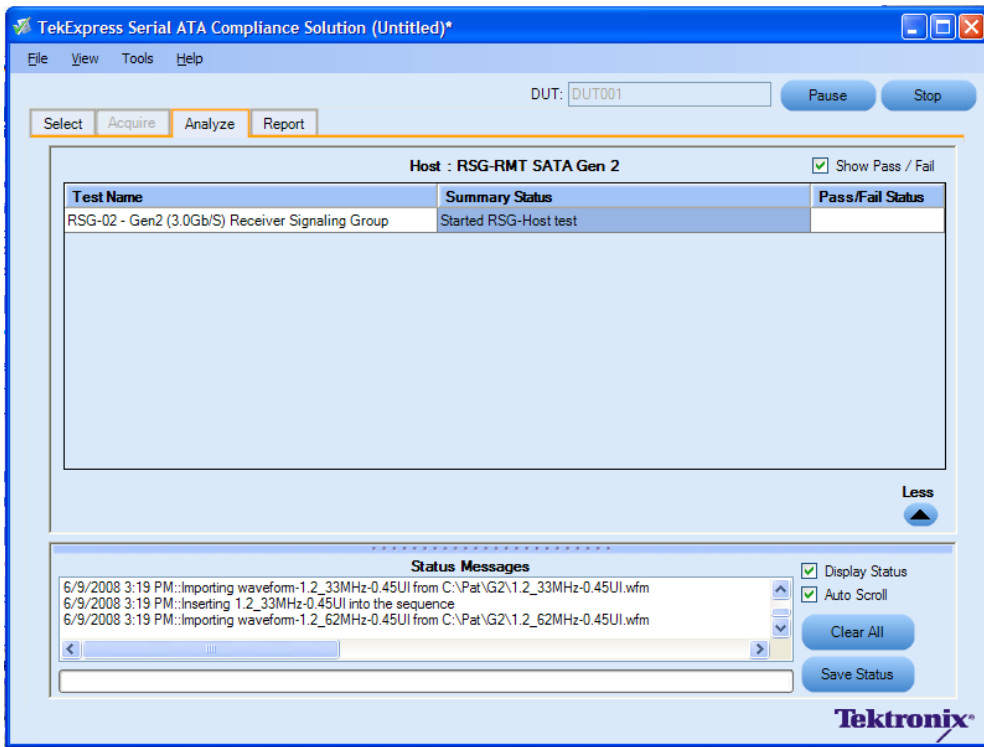 TekExpress Serial ATA Compliance Solution (Untitled)*
File View Tools Help
DUT: DUT001 Pause Stop
Select Acquire Analyze Report
Host : RSG-RMT SATA Gen 2 Show Pass / Fail
Test Name Summary Status Pass/Fail Status
RSG-02 - Gen2 (3.0Gb/S) Receiver Signaling Group Started RSG-Host test
Less
Status Messages
Display Status
6/9/2008 3:19 PM::Importing waveform-1.2_33MHz-0.45UI from C:\Pat\G2\1.2_33MHz-0.45UI.wfm
6/9/2008 3:19 PM::Inserting 1.2_33MHz-0.45UI into the sequence
Auto Scroll
6/9/2008 3:19 PM::Importing waveform-1.2_62MHz-0.45UI from C:\Pat\G2\1.2_62MHz-0.45UI.wfm
Clear All
Save Status
Tektronix